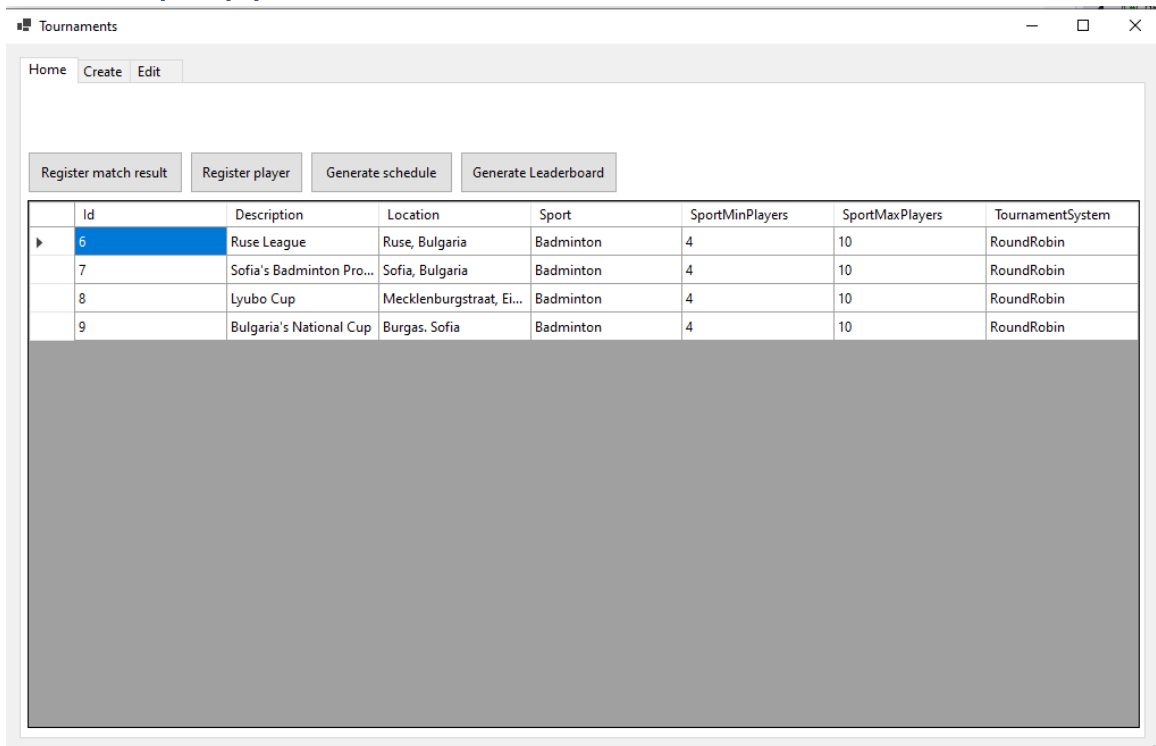 Tournaments
Home Create Edit
Register match result Register player Generate schedule Generate Leaderboard
Id Description Location Sport SportMinPlayers SportMaxPlayers TournamentSystem
6 Ruse League Ruse, Bulgaria Badminton 4 10 RoundRobin
7 Sofia's Badminton Pro... Sofia, Bulgaria Badminton 4 10 RoundRobin
8 Lyubo Cup Mecklenburgstraat, Ei... Badminton 4 10 RoundRobin
9 Bulgaria's National Cup Burgas. Sofia Badminton 4 10 RoundRobin